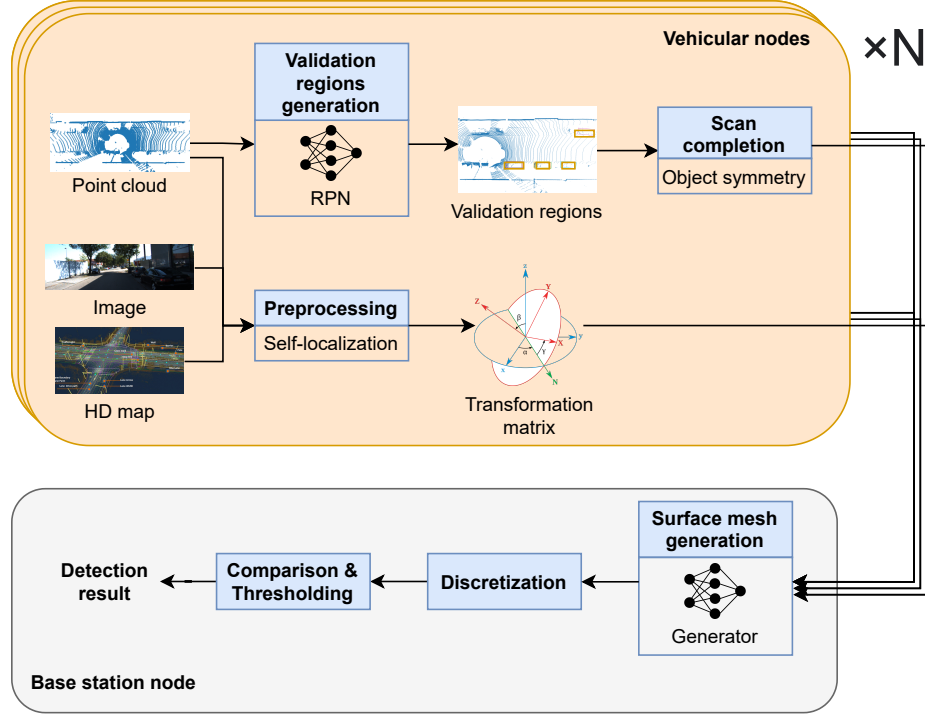 Vehicular nodes
×N
Validation
regions
generation
RPN
Point cloud
Validation regions
Scan
completion
Object symmetry
Image
HD map
Preprocessing
Self-localization
z
Y
Z
β
y
X
γ
α
x
N
Transformation
matrix
Surface mesh
generation
Generator
Discretization
Comparison &
Thresholding
Detection
result
Base station node